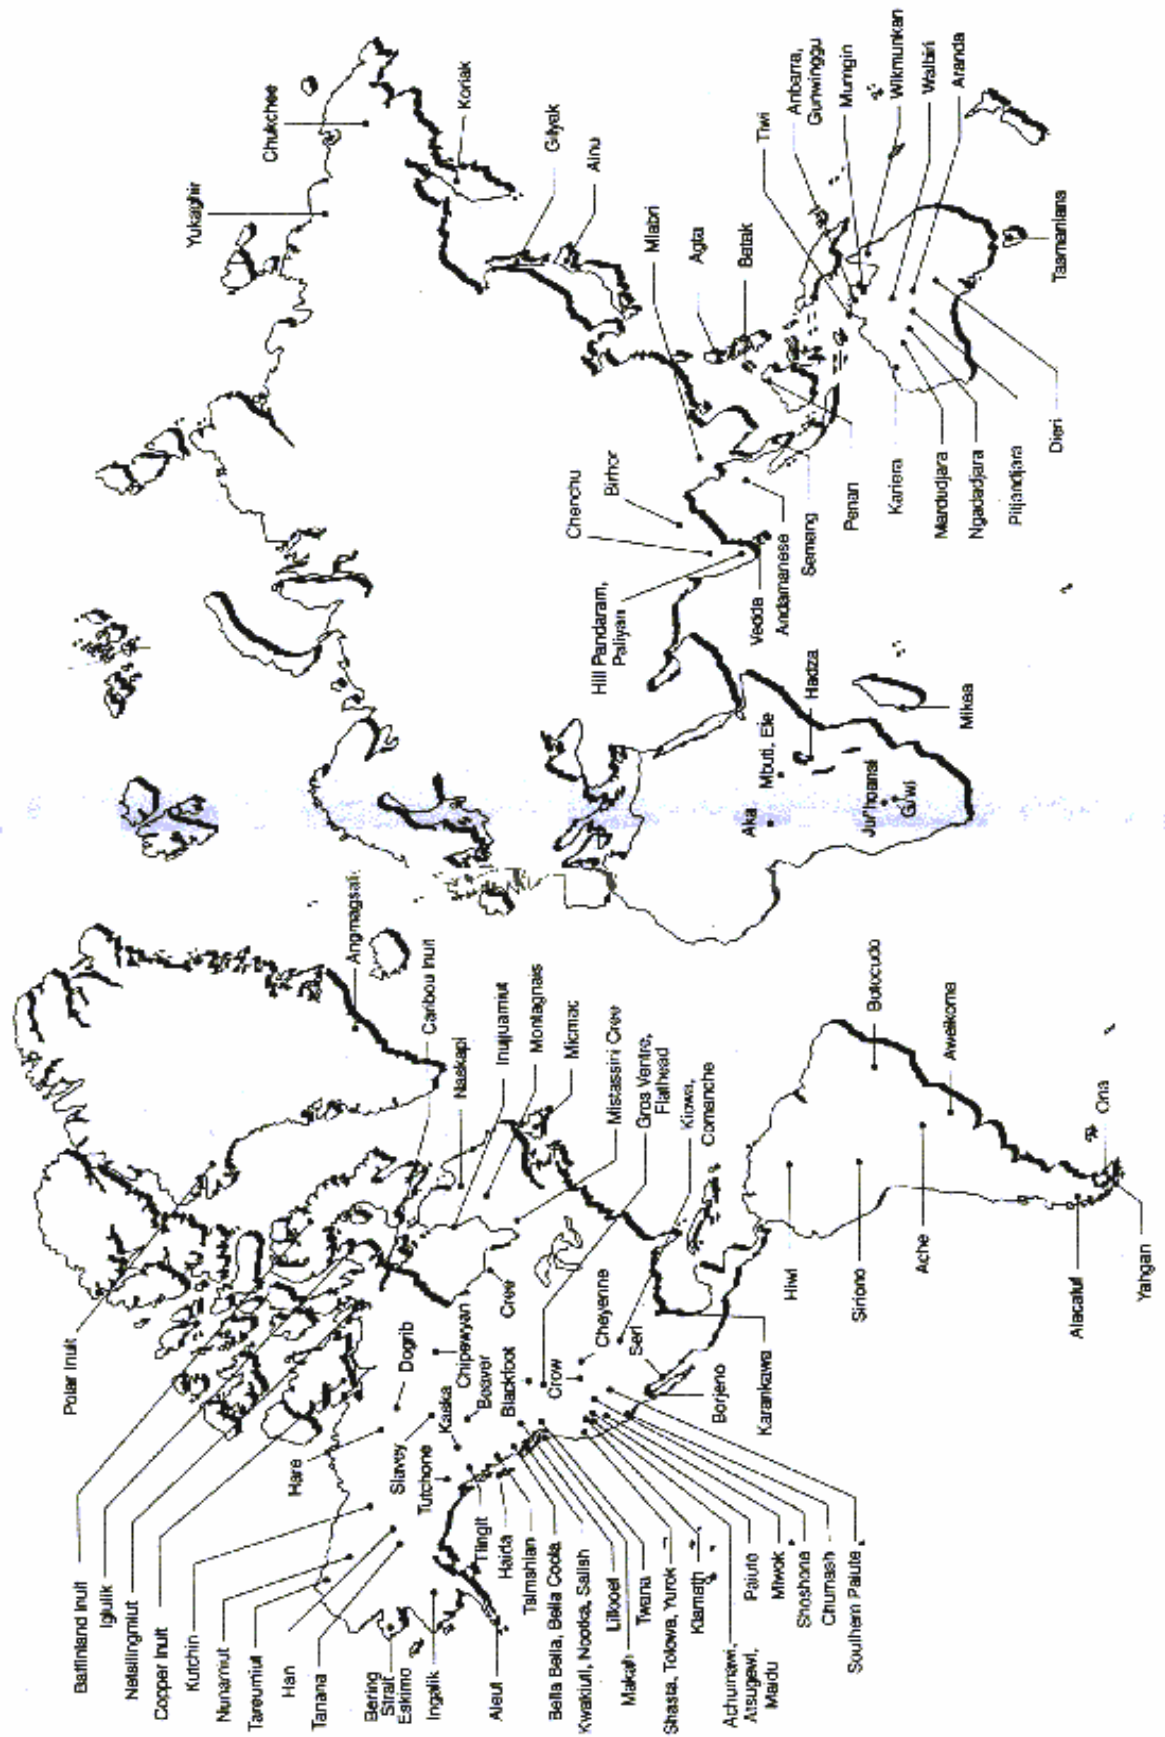 Polar Inuit
Baffinland Inuit
Iglulik
Netsilingmiut
Copper Inuit
Kutchin
Nunamiut
Tareumiut
Han
Tanana
Bering
Strait
Eskimo
Ingalik
Aleut
Hare
Dogrib
Slavey
Tutchone
Kaska
Beaver
Chipewyan
Cree
Blackfoot
Crow
Cheyenne
Tlingit
Haida
Tsimshian
Bella Bella, Bella Coola
Kwakiutl, Nootka, Salish
Lillooet
Makah
Twana
Shasta, Tolowa, Yurok
Klamath
Achumawi,
Atsugewi,
Maidu
Paiute
Miwok
Shoshone
Chumash
Southern Paiute
Seri
Borjeno
Karankawa
Angmagsalik
Caribou Inuit
Naskapi
Inujjuamiut
Montagnais
Micmac
Mistassini Cree
Gros Ventre,
Flathead
Kiowa,
Comanche
Hiwi
Siriono
Ache
Botocudo
Aweikoma
Alacaluf
Ona
Yahgan
Aka
Mbuti, Efe
Hadza
Ju/'hoansi
G/wi
Mikea
Yukaghir
Chukchee
Koriak
Gilyak
Ainu
Mlabri
Agta
Batak
Chenchu
Birhor
Hill Pandaram,
Paliyan
Vedda
Andamanese
Semang
Penan
Tiwi
Anbarra,
Gunwinggu
Murngin
Wikmunkan
Walbiri
Aranda
Kariera
Mardudjara
Ngadadjara
Pitjandjara
Dieri
Tasmanians